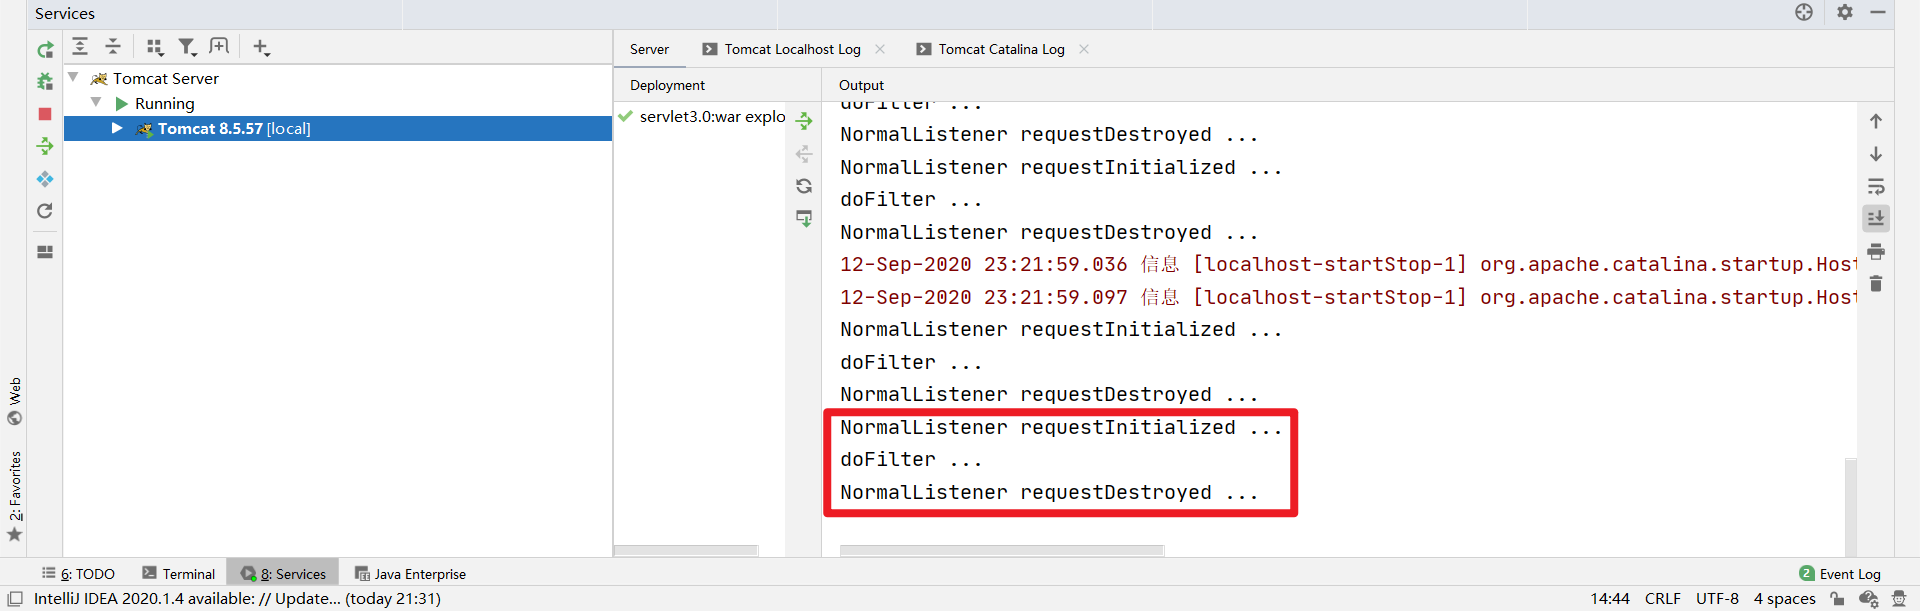 Services
Server
Tomcat Localhost Log
Tomcat Catalina Log
Tomcat Server
Running
Tomcat 8.5.57 [local]
Deployment
servlet3.0:war explo
Output
doFilter ...
NormalListener requestDestroyed ...
NormalListener requestInitialized ...
doFilter ...
NormalListener requestDestroyed ...
12-Sep-2020 23:21:59.036 信息 [localhost-startStop-1] org.apache.catalina.startup.Host
12-Sep-2020 23:21:59.097 信息 [localhost-startStop-1] org.apache.catalina.startup.Host
NormalListener requestInitialized ...
doFilter ...
NormalListener requestDestroyed ...
NormalListener requestInitialized ...
doFilter ...
NormalListener requestDestroyed ...
Web
2: Favorites
6: TODO
Terminal
8: Services
Java Enterprise
2 Event Log
IntelliJ IDEA 2020.1.4 available: // Update... (today 21:31)
14:44 CRLF UTF-8 4 spaces